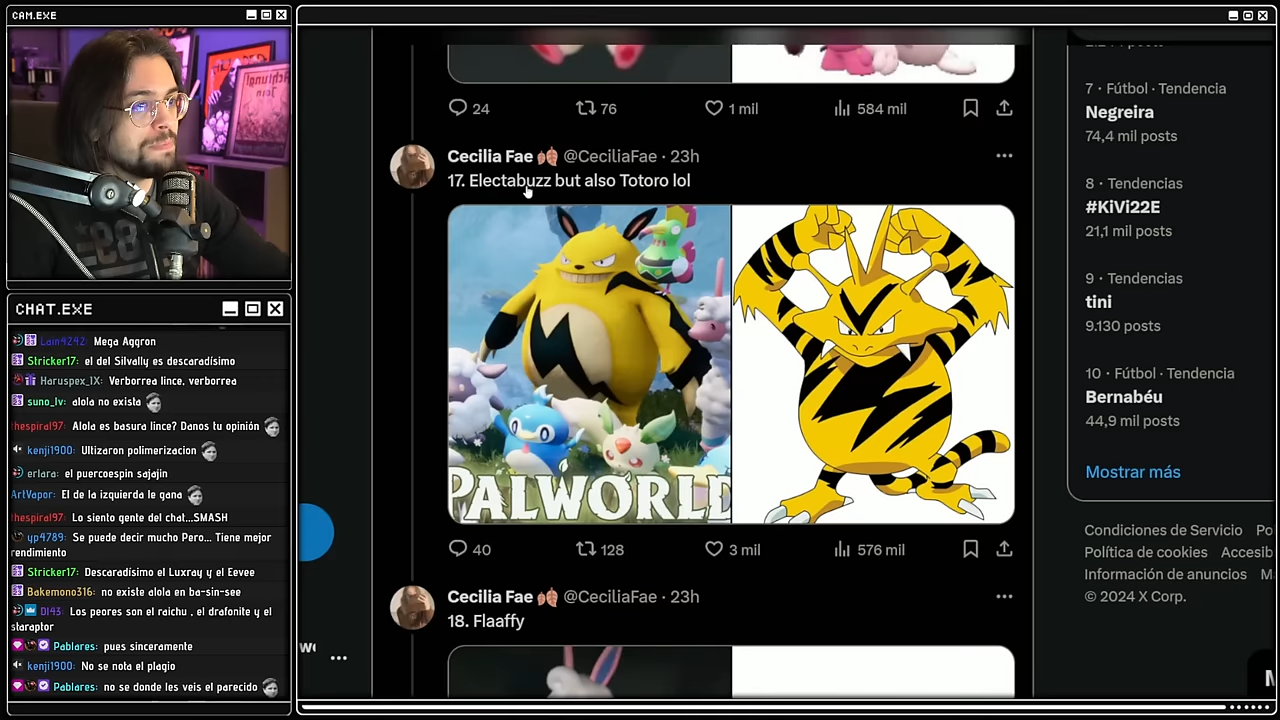 CAM.EXE
CHAT.EXE
Lain4242: Mega Aggron
Stricker17: el del Silvally es descaradísimo
Haruspex_IX: Verborrea lince, verborrea
suno_lv: alola no exista
thespiral97: Alola es basura lince? Danos tu opinión
kenji1900: Ultizaron polimerizacion
erlara: el puercoespin sajajin
ArtVapor: El de la izquierda le gana
thespiral97: Lo siento gente del chat...SMASH
yp4789: Se puede decir mucho Pero... Tiene mejor
rendimiento
Stricker17: Descaradísimo el Luxray y el Eevee
Bakemono316: no existe alola en ba-sin-see
Dl43: Los peores son el raichu , el drafonite y el
staraptor
Pablares: pues sinceramente
kenji1900: No se nota el plagio
Pablares: no se donde les veis el parecido
24 76 1 mil 584 mil
Cecilia Fae @CeciliaFae · 23h
17. Electabuzz but also Totoro lol
PALWORLD
40 128 3 mil 576 mil
Cecilia Fae @CeciliaFae · 23h
18. Flaaffy
7 · Fútbol · Tendencia
Negreira
74,4 mil posts
8 · Tendencias
#KiVi22E
21,1 mil posts
9 · Tendencias
tini
9.130 posts
10 · Fútbol · Tendencia
Bernabéu
44,9 mil posts
Mostrar más
Condiciones de Servicio Po
Política de cookies Accesib
Información de anuncios M
© 2024 X Corp.